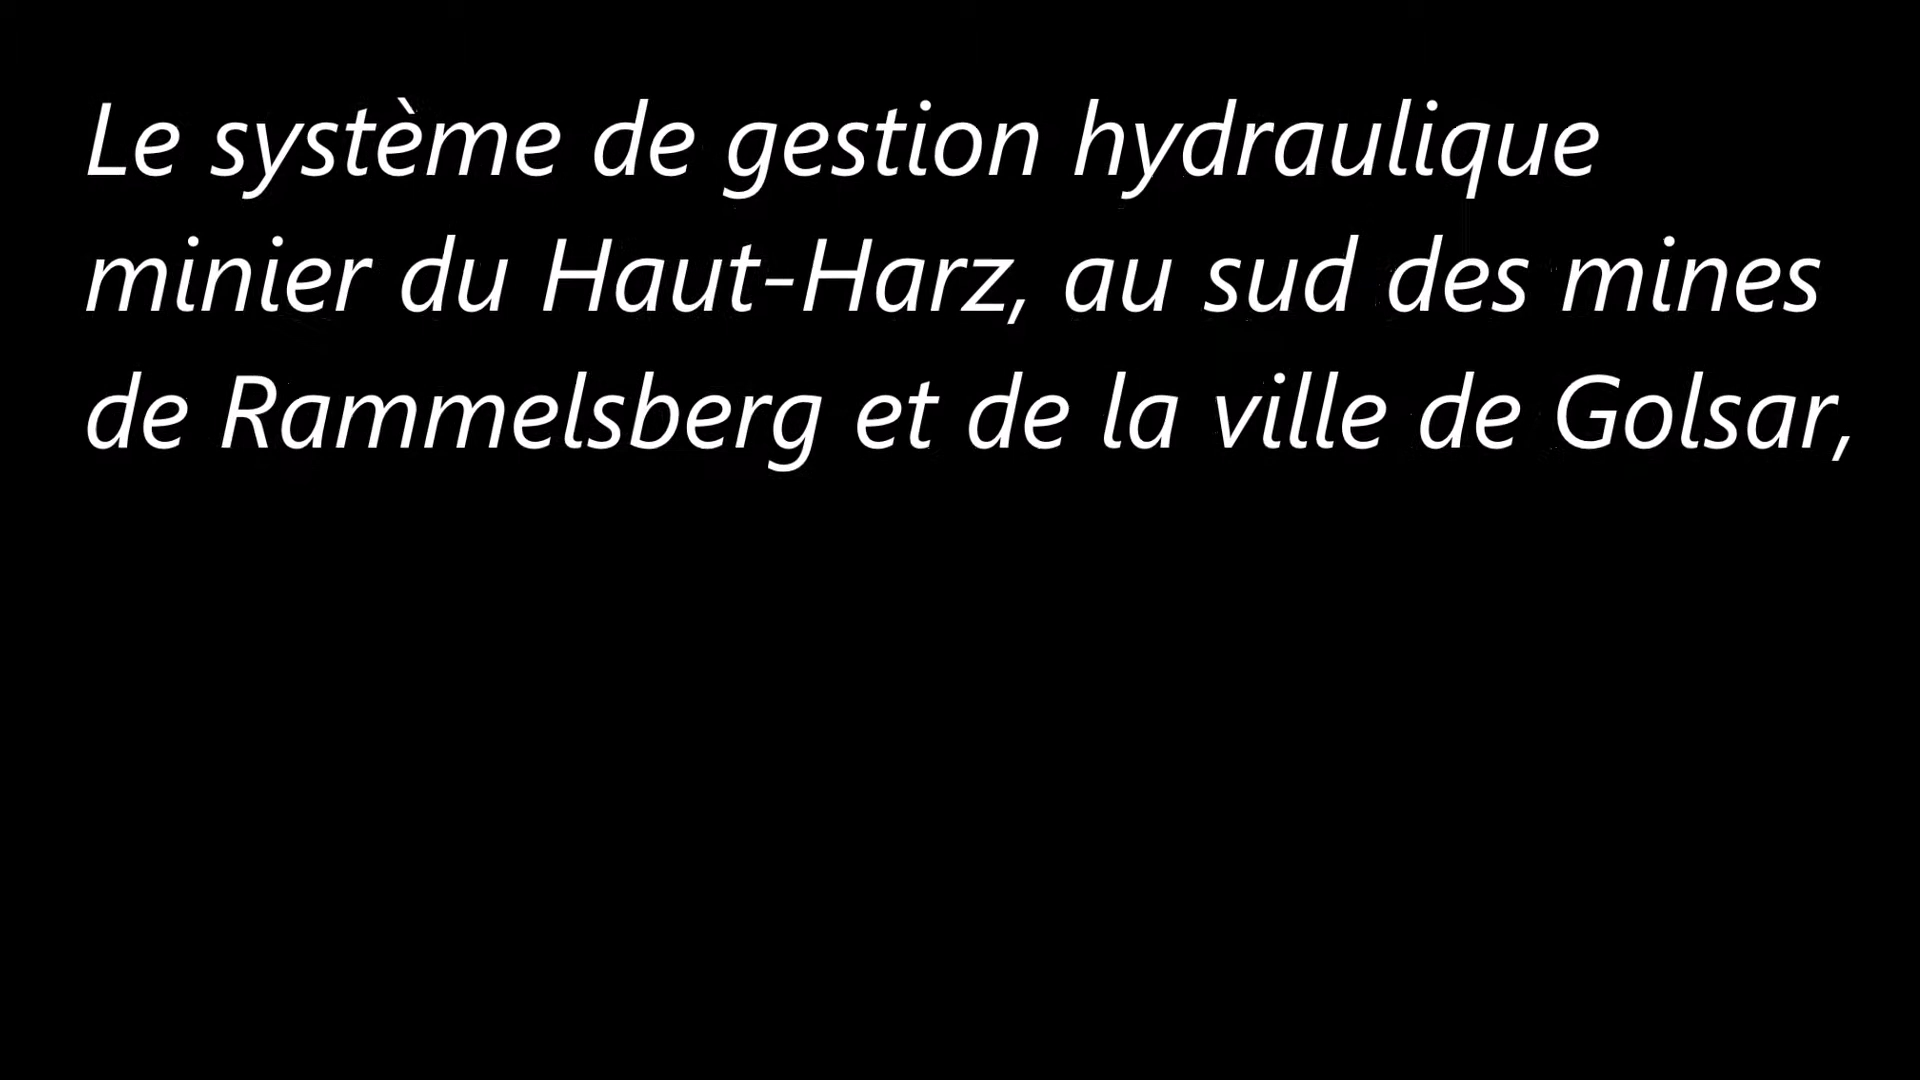 Le système de gestion hydraulique
minier du Haut-Harz, au sud des mines
de Rammelsberg et de la ville de Golsar,